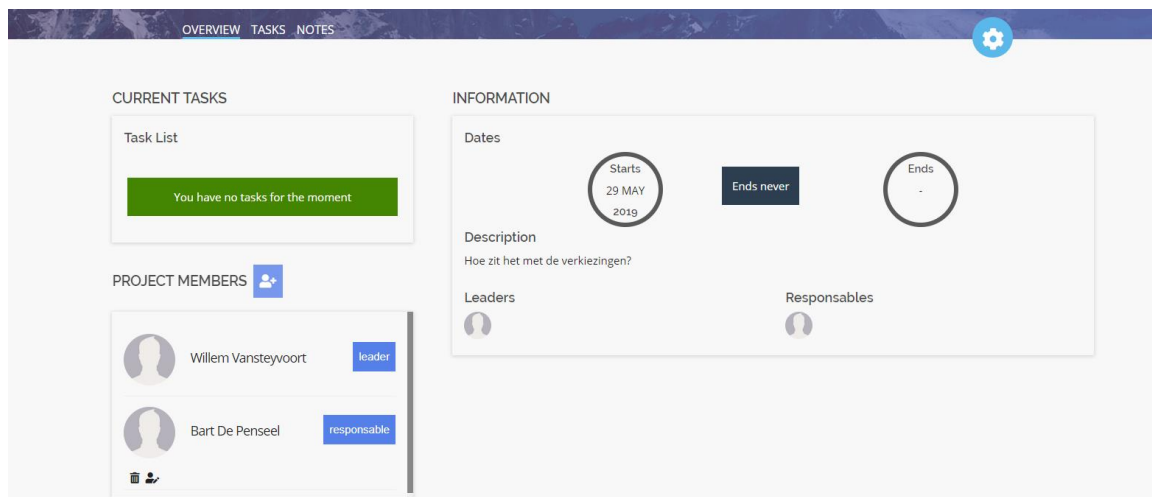 OVERVIEW TASKS NOTES
CURRENT TASKS
Task List
You have no tasks for the moment
PROJECT MEMBERS
Willem Vansteyvoort leader
Bart De Penseel responsable
INFORMATION
Dates
Starts
29 MAY
2019
Ends never
Ends
-
Description
Hoe zit het met de verkiezingen?
Leaders Responsables